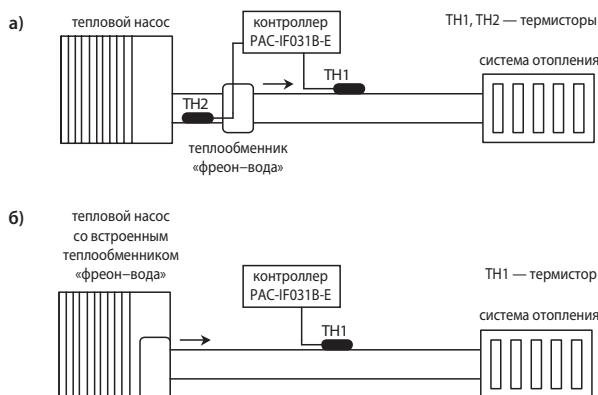 а)
тепловой насос
контроллер
PAC-IF031B-E
TH1, TH2 — термисторы
TH1
система отопления
TH2
теплообменник
«фреон–вода»
б)
тепловой насос
со встроенным
теплообменником
«фреон–вода»
контроллер
PAC-IF031B-E
TH1 — термистор
TH1
система отопления